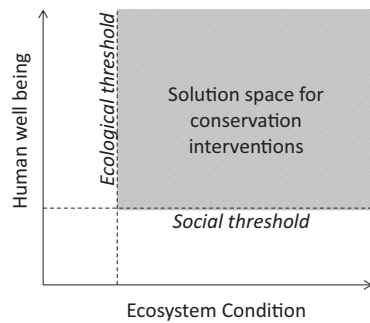 Human well being
Ecological threshold
Solution space for
conservation
interventions
Social threshold
Ecosystem Condition